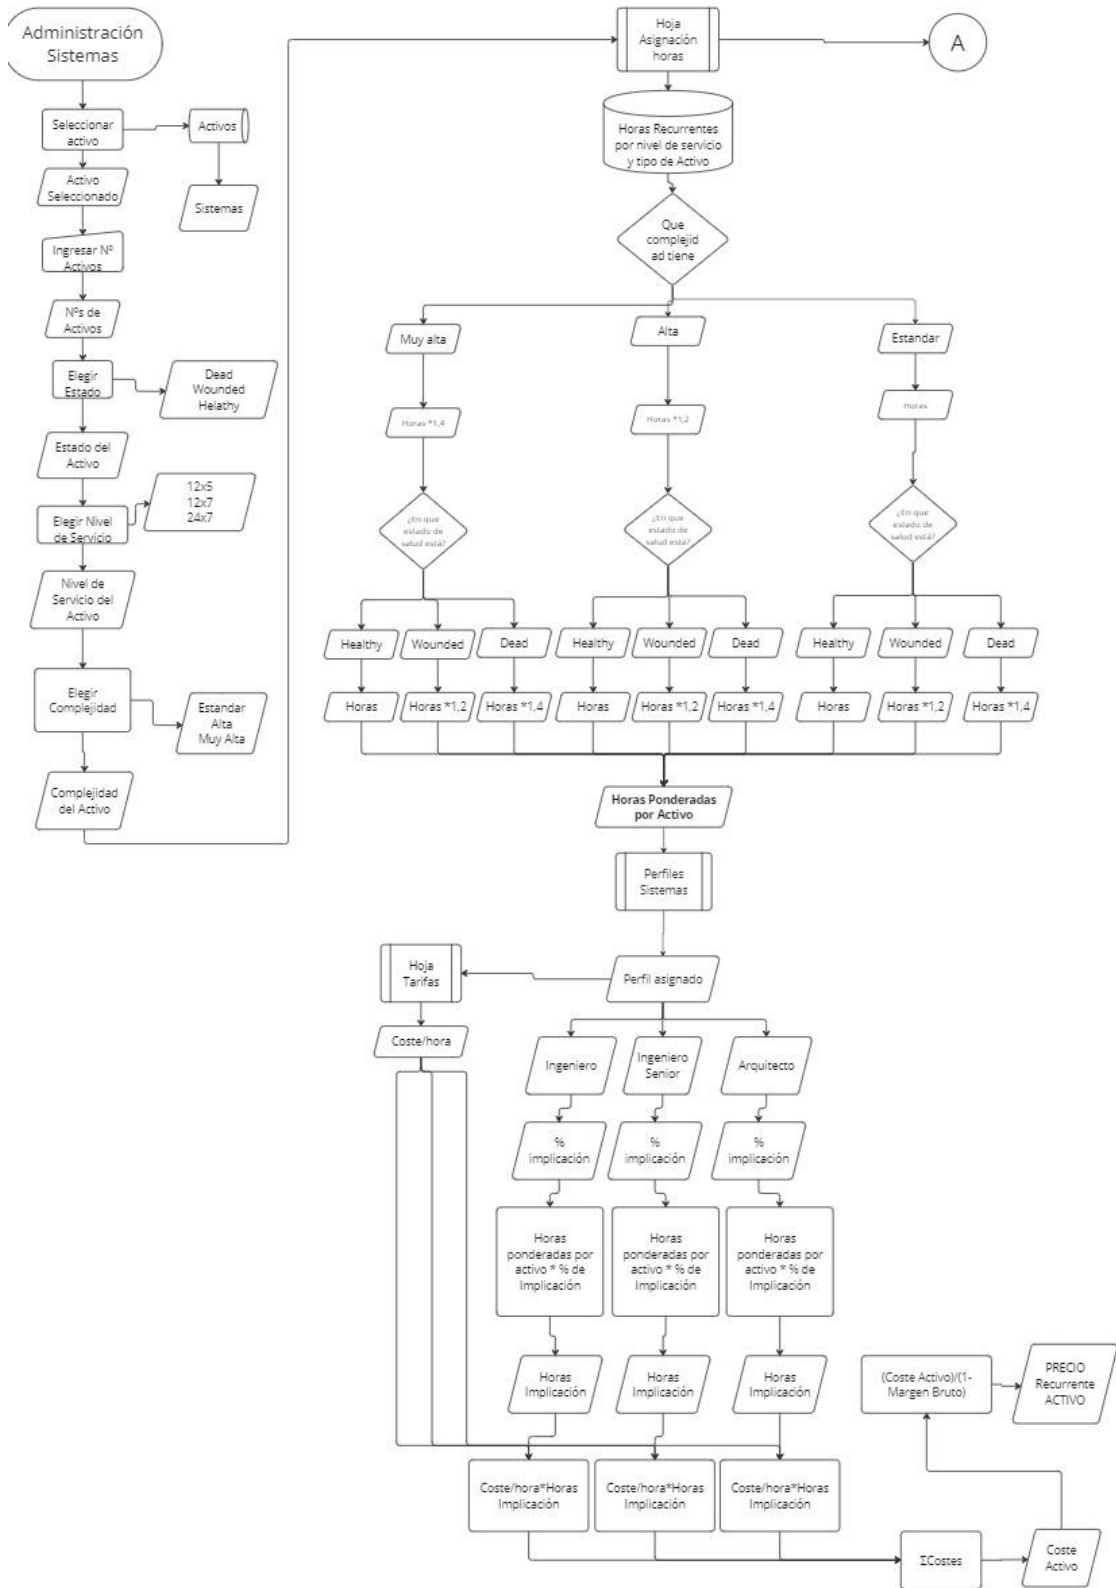 Administración
Sistemas
Seleccionar
activo
Activos
Activo
Seleccionado
Sistemas
Ingresar Nº
Activos
Nºs de
Activos
Elegir
Estado
Dead
Wounded
Helathy
Estado del
Activo
12x5
12x7
24x7
Elegir Nivel
de Servicio
Nivel de
Servicio del
Activo
Elegir
Complejidad
Estandar
Alta
Muy Alta
Complejidad
del Activo
Hoja
Asignación
horas
A
Horas Recurrentes
por nivel de servicio
y tipo de Activo
Que
complejid
ad tiene
Muy alta
Alta
Estandar
Horas *1,4
Horas *1,2
Horas
¿En que
estado de
salud está?
¿En que
estado de
salud está?
¿En que
estado de
salud está?
Healthy
Wounded
Dead
Healthy
Wounded
Dead
Healthy
Wounded
Dead
Horas
Horas *1,2
Horas *1,4
Horas
Horas *1,2
Horas *1,4
Horas
Horas *1,2
Horas *1,4
Horas Ponderadas
por Activo
Perfiles
Sistemas
Hoja
Tarifas
Perfil asignado
Coste/hora
Ingeniero
Ingeniero
Senior
Arquitecto
%
implicación
%
implicación
%
implicación
Horas
ponderadas por
activo * % de
Implicación
Horas
ponderadas por
activo * % de
Implicación
Horas
ponderadas por
activo * % de
Implicación
Horas
Implicación
Horas
Implicación
Horas
Implicación
(Coste Activo)/(1-
Margen Bruto)
PRECIO
Recurrente
ACTIVO
Coste/hora*Horas
Implicación
Coste/hora*Horas
Implicación
Coste/hora*Horas
Implicación
ΣCostes
Coste
Activo